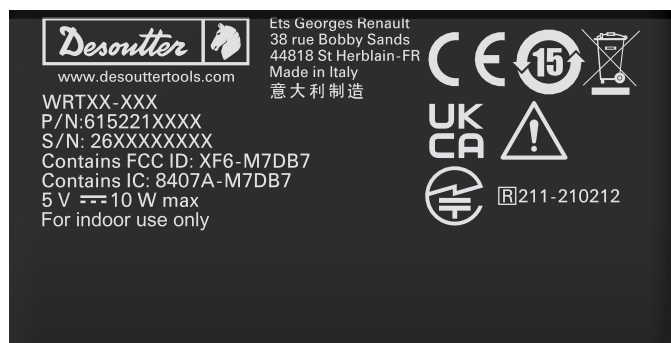 Desoutter
www.desouttertools.com
Ets Georges Renault
38 rue Bobby Sands
44818 St Herblain-FR
Made in Italy
意大利制造
CE
15
WRTXX-XXX
P/N:615221XXXX
S/N: 26XXXXXXXX
Contains FCC ID: XF6-M7DB7
Contains IC: 8407A-M7DB7
5 V ⎓ 10 W max
For indoor use only
UK
CA
R 211-210212